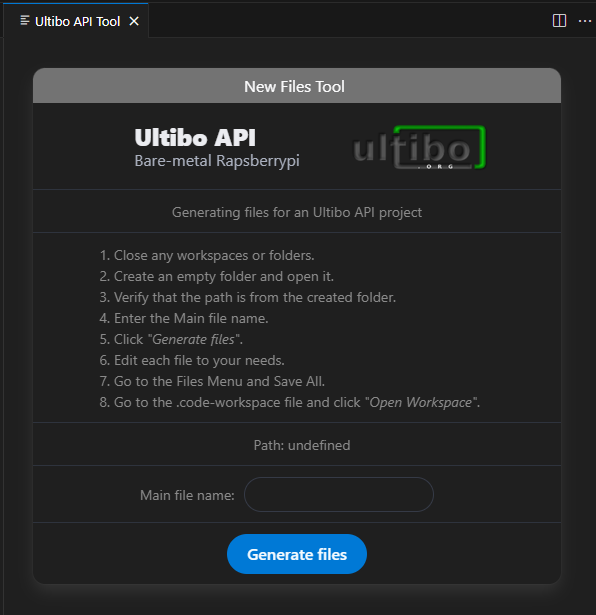 Ultibo API Tool
New Files Tool
Ultibo API
Bare-metal Rapsberrypi
ultibo
.ORG
Generating files for an Ultibo API project
1. Close any workspaces or folders.
2. Create an empty folder and open it.
3. Verify that the path is from the created folder.
4. Enter the Main file name.
5. Click "Generate files".
6. Edit each file to your needs.
7. Go to the Files Menu and Save All.
8. Go to the .code-workspace file and click "Open Workspace".
Path: undefined
Main file name:
Generate files